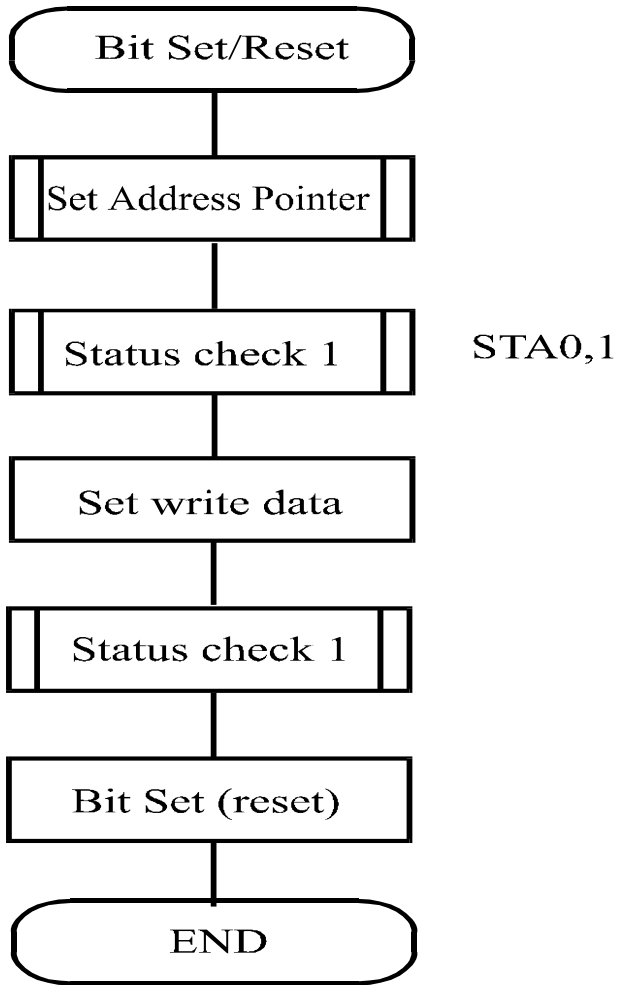 Bit Set/Reset
Set Address Pointer
Status check 1
STA0,1
Set write data
Status check 1
Bit Set (reset)
END